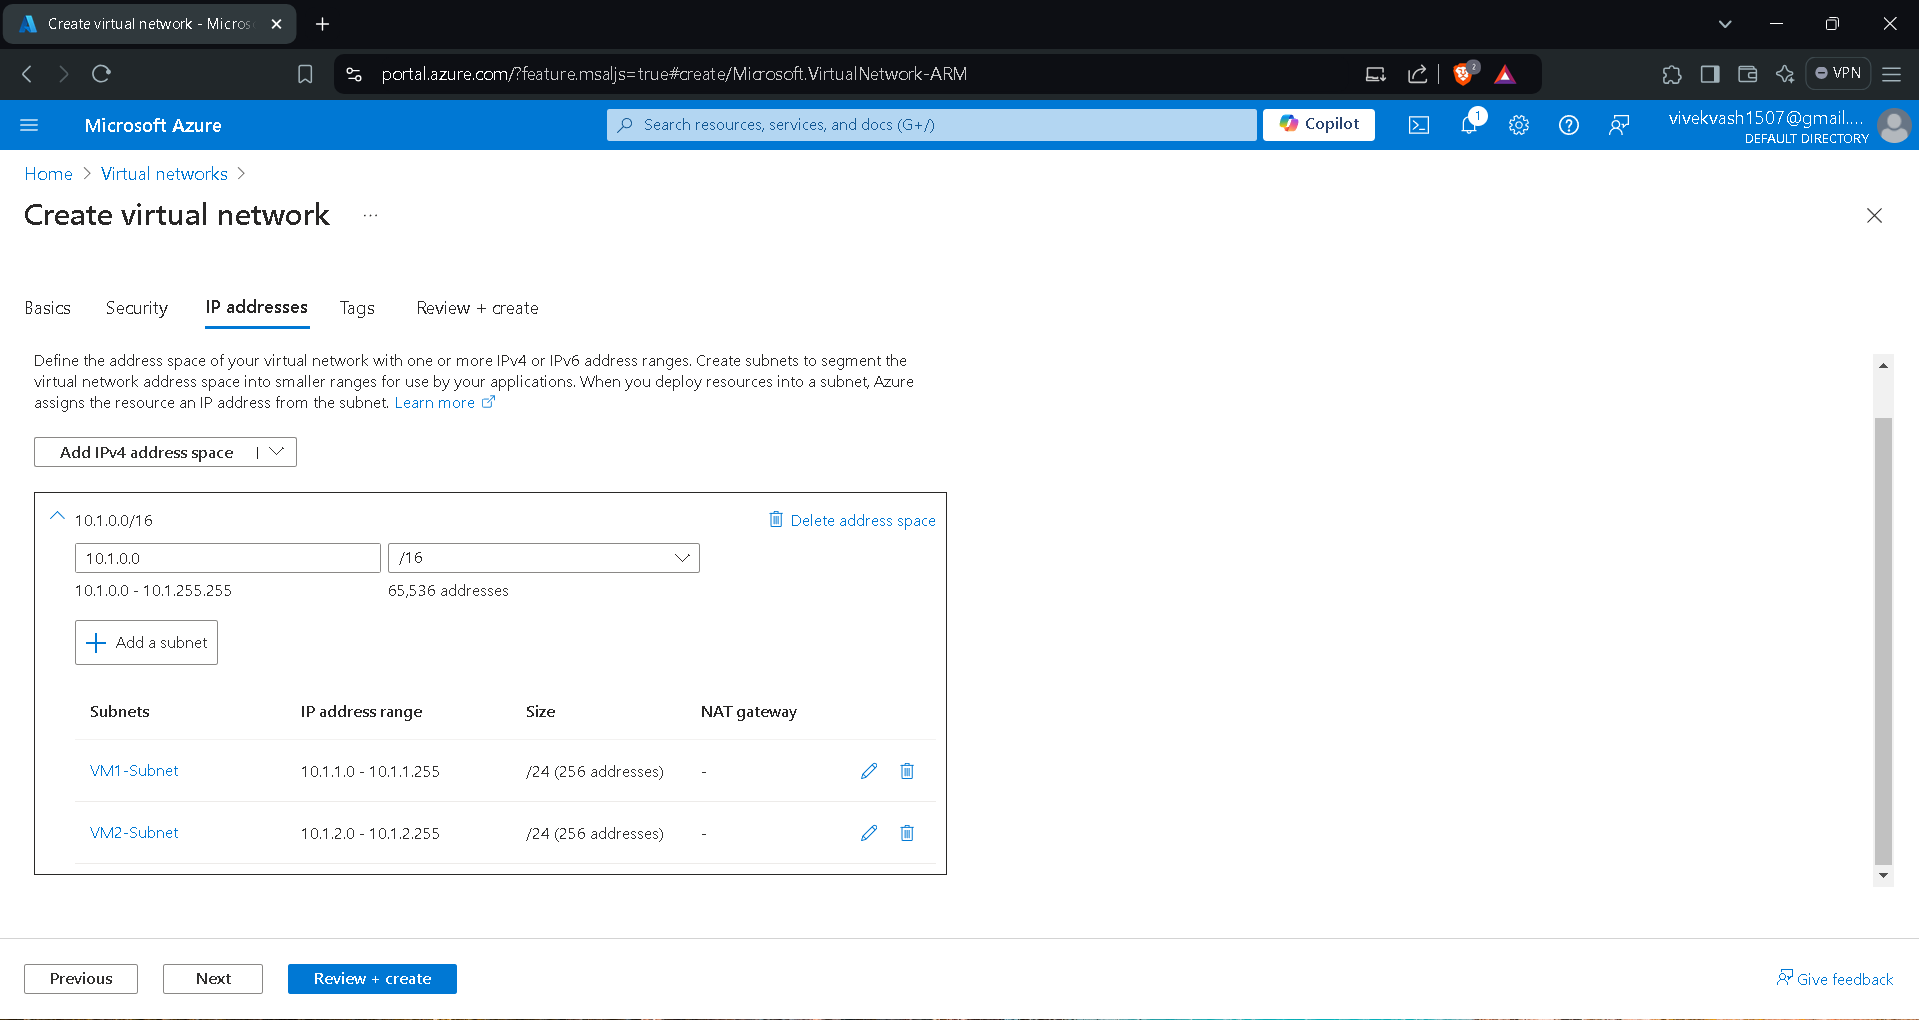 Create virtual network - Micros
portal.azure.com/?feature.msaljs=true#create/Microsoft.VirtualNetwork-ARM
2
VPN
Microsoft Azure
Search resources, services, and docs (G+/)
Copilot
1
vivekvash1507@gmail....
DEFAULT DIRECTORY
Home > Virtual networks >
Create virtual network ...
Basics Security IP addresses Tags Review + create
Define the address space of your virtual network with one or more IPv4 or IPv6 address ranges. Create subnets to segment the
virtual network address space into smaller ranges for use by your applications. When you deploy resources into a subnet, Azure
assigns the resource an IP address from the subnet. Learn more
Add IPv4 address space
10.1.0.0/16
Delete address space
10.1.0.0 /16
10.1.0.0 - 10.1.255.255 65,536 addresses
Add a subnet
Subnets IP address range Size NAT gateway
VM1-Subnet 10.1.1.0 - 10.1.1.255 /24 (256 addresses) -
VM2-Subnet 10.1.2.0 - 10.1.2.255 /24 (256 addresses) -
Previous Next Review + create Give feedback